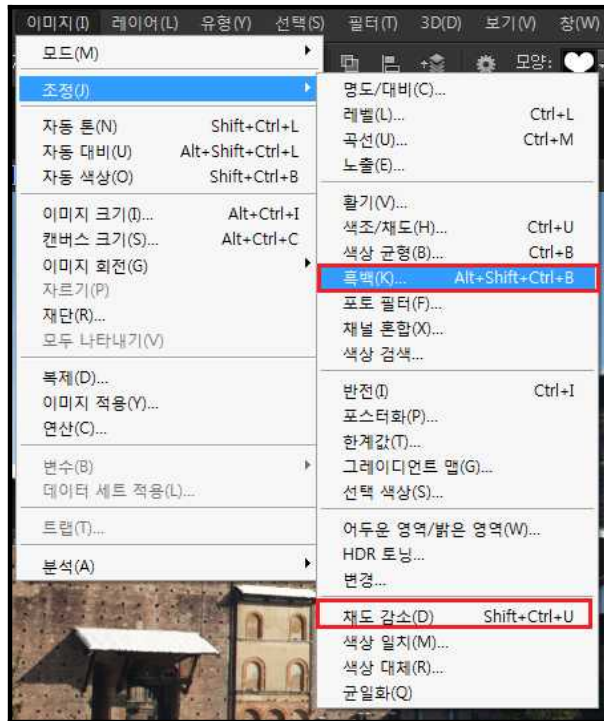 이미지(I) 레이어(L) 유형(Y) 선택(S) 필터(T) 3D(D) 보기(V) 창(W)
모드(M)
모양:
조정(J)
자동 톤(N) Shift+Ctrl+L
자동 대비(U) Alt+Shift+Ctrl+L
자동 색상(O) Shift+Ctrl+B
이미지 크기(I)... Alt+Ctrl+I
캔버스 크기(S)... Alt+Ctrl+C
이미지 회전(G)
자르기(P)
재단(R)...
모두 나타내기(V)
복제(D)...
이미지 적용(Y)...
연산(C)...
변수(B)
데이터 세트 적용(L)...
트랩(T)...
분석(A)
명도/대비(C)...
레벨(L)... Ctrl+L
곡선(U)... Ctrl+M
노출(E)...
활기(V)...
색조/채도(H)... Ctrl+U
색상 균형(B)... Ctrl+B
흑백(K)... Alt+Shift+Ctrl+B
포토 필터(F)...
채널 혼합(X)...
색상 검색...
반전(I) Ctrl+I
포스터화(P)...
한계값(T)...
그레이디언트 맵(G)...
선택 색상(S)...
어두운 영역/밝은 영역(W)...
HDR 토닝...
변경...
채도 감소(D) Shift+Ctrl+U
색상 일치(M)...
색상 대체(R)...
균일화(Q)